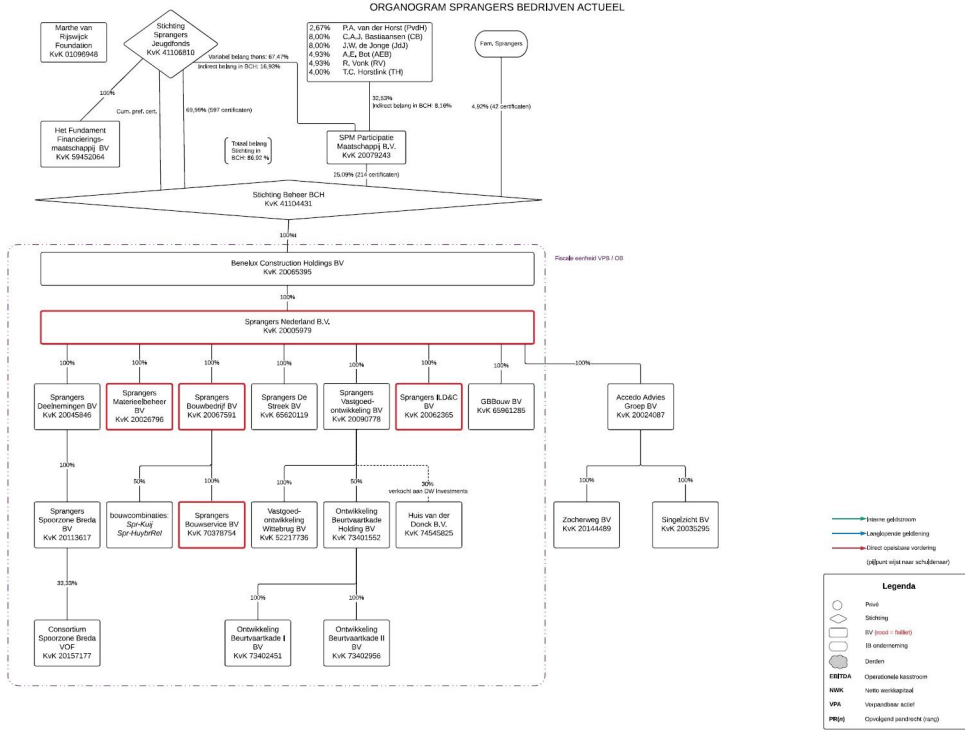 ORGANOGRAM SPRANGERS BEDRIJVEN ACTUEEL
Marthe van
Rijswijck
Foundation
KvK 01096948
Stichting
Sprangers
Jeugdfonds
KvK 41106810
2,67% P.A. van der Horst (PvdH)
8,00% C.A.J. Bastiaansen (CB)
8,00% J.W. de Jonge (JdJ)
4,93% A.E. Bot (AEB)
4,93% R. Vonk (RV)
4,00% T.C. Horstink (TH)
Fam. Sprangers
Variabel belang thans: 67,47%
Indirect belang in BCH: 16,93%
100%
Cum. pref. cert.
69,99% (597 certificaten)
32,53%
Indirect belang in BCH: 8,16%
4,92% (42 certificaten)
Het Fundament
Financierings-
maatschappij BV
KvK 59452064
Totaal belang
Stichting in
BCH: 86,92 %
SPM Participatie
Maatschappij B.V.
KvK 20079243
25,09% (214 certificaten)
Stichting Beheer BCH
KvK 41104431
100%
Benelux Construction Holdings BV
KvK 20065395
Fiscale eenheid VPB / OB
100%
Sprangers Nederland B.V.
KvK 20005979
100%
100%
100%
100%
100%
100%
100%
100%
Sprangers
Deelnemingen BV
KvK 20045846
Sprangers
Materieelbeheer
BV
KvK 20026796
Sprangers
Bouwbedrijf BV
KvK 20067591
Sprangers De
Streek BV
KvK 65620119
Sprangers
Vastgoed-
ontwikkeling BV
KvK 20090778
Sprangers ILD&C
BV
KvK 20062365
GBBouw BV
KvK 65961285
Accedo Advies
Groep BV
KvK 20024087
100%
50%
100%
100%
50%
30%
verkocht aan DW Investments
100%
100%
Sprangers
Spoorzone Breda
BV
KvK 20113617
bouwcombinaties:
Spr-Kuij
Spr-HuybrRel
Sprangers
Bouwservice BV
KvK 70378754
Vastgoed-
ontwikkeling
Wittebrug BV
KvK 52217736
Ontwikkeling
Beurtvaartkade
Holding BV
KvK 73401552
Huis van der
Donck B.V.
KvK 74545825
Zocherweg BV
KvK 20144489
Singelzicht BV
KvK 20035295
33,33%
100%
100%
Consortium
Spoorzone Breda
VOF
KvK 20157177
Ontwikkeling
Beurtvaartkade I
BV
KvK 73402451
Ontwikkeling
Beurtvaartkade II
BV
KvK 73402956
Interne geldstroom
Langlopende geldlening
Direct opeisbare vordering
(pijlpunt wijst naar schuldenaar)
Legenda
Privé
Stichting
BV (rood = failliet)
IB onderneming
Derden
EBITDA Operationele kasstroom
NWK Netto werkkapitaal
VPA Verpandbaar actief
PR(n) Opvolgend pandrecht (rang)